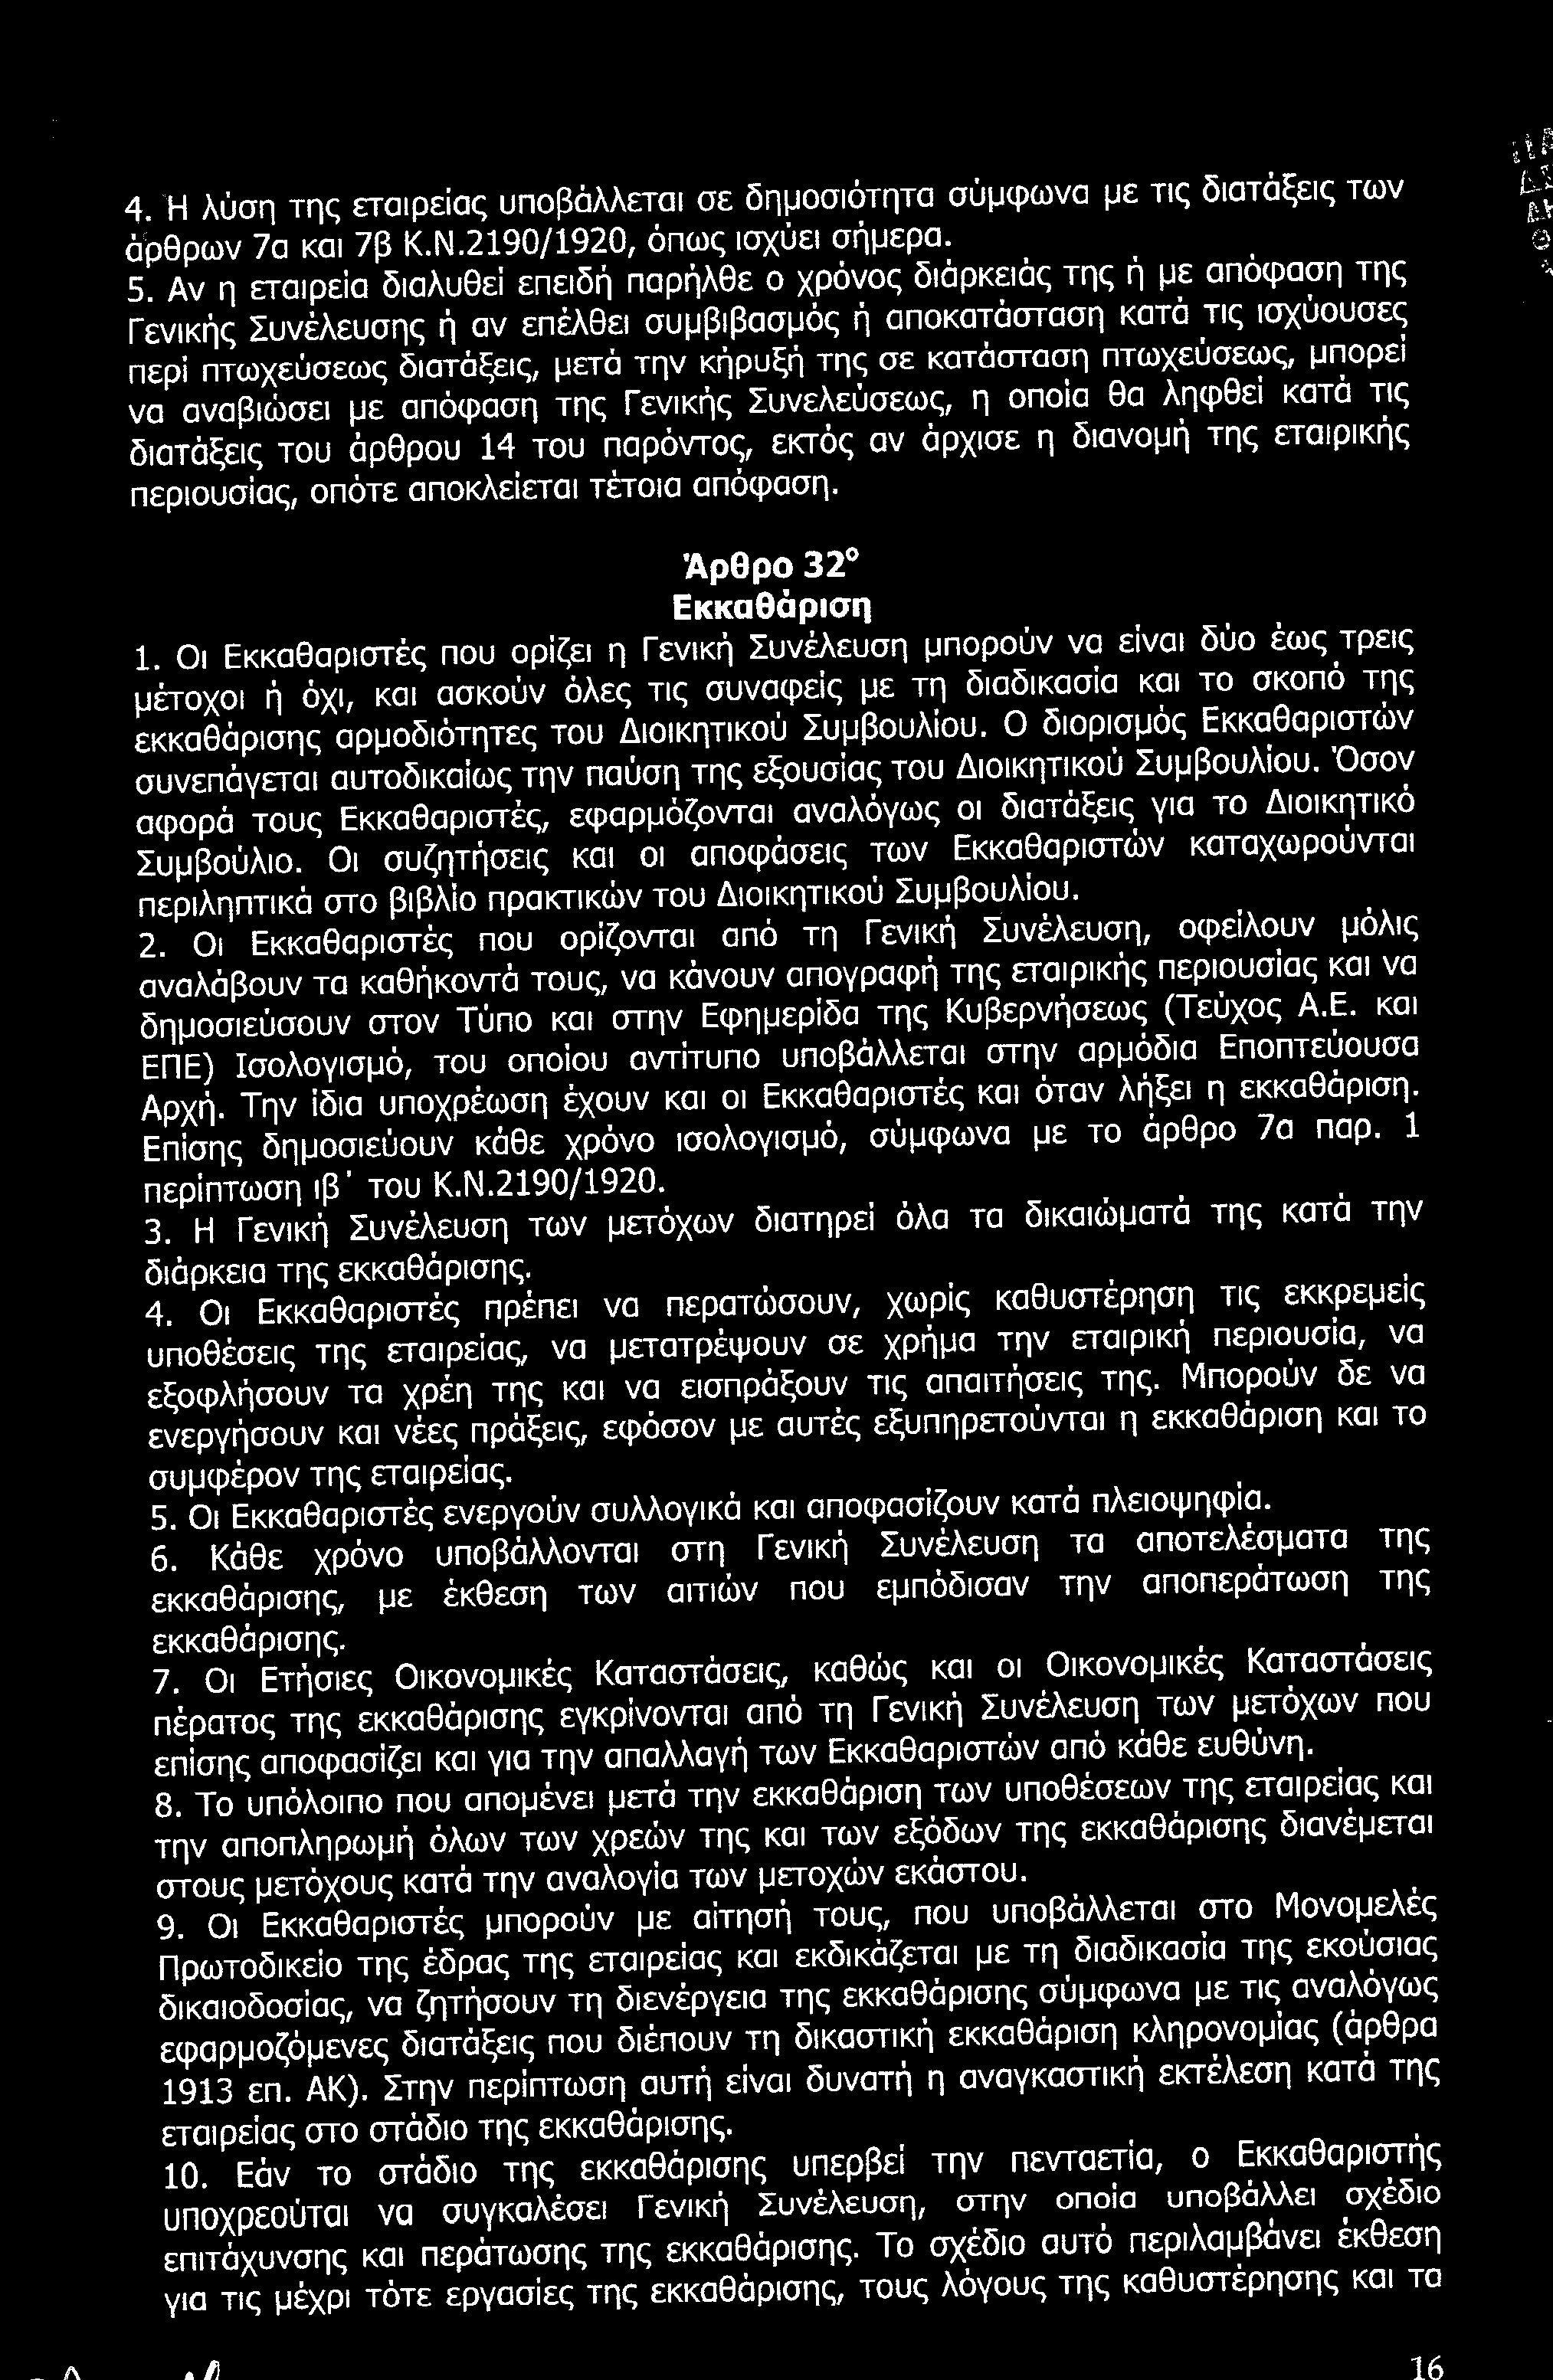 4. Η λύση της εταιρείας υποβάλλεται σε δημοσιότητα σύμφωνα με τις διατάξεις των
άρθρων 7α και 7β Κ.Ν.2190/1920, όπως ισχύει σήμερα.
5. Αν η εταιρεία διαλυθεί επειδή παρήλθε ο χρόνος διάρκειάς της ή με απόφαση της
Γενικής Συνέλευσης ή αν επέλθει συμβιβασμός ή αποκατάσταση κατά τις ισχύουσες
περί πτωχεύσεως διατάξεις, μετά την κήρυξή της σε κατάσταση πτωχεύσεως, μπορεί
να αναβιώσει με απόφαση της Γενικής Συνελεύσεως, η οποία θα ληφθεί κατά τις
διατάξεις του άρθρου 14 του παρόντος, εκτός αν άρχισε η διανομή της εταιρικής
περιουσίας, οπότε αποκλείεται τέτοια απόφαση.
Άρθρο 32°
Εκκαθάριση
1. Οι Εκκαθαριστές που ορίζει η Γενική Συνέλευση μπορούν να είναι δύο έως τρεις
μέτοχοι ή όχι, και ασκούν όλες τις συναφείς με τη διαδικασία και το σκοπό της
εκκαθάρισης αρμοδιότητες του Διοικητικού Συμβουλίου. Ο διορισμός Εκκαθαριστών
συνεπάγεται αυτοδικαίως την παύση της εξουσίας του Διοικητικού Συμβουλίου. Όσον
αφορά τους Εκκαθαριστές, εφαρμόζονται αναλόγως οι διατάξεις για το Διοικητικό
Συμβούλιο. Οι συζητήσεις και οι αποφάσεις των Εκκαθαριστών καταχωρούνται
περιληπτικά στο βιβλίο πρακτικών του Διοικητικού Συμβουλίου.
2. Οι Εκκαθαριστές που ορίζονται από τη Γενική Συνέλευση, οφείλουν μόλις
αναλάβουν τα καθήκοντά τους, να κάνουν απογραφή της εταιρικής περιουσίας και να
δημοσιεύσουν στον Τύπο και στην Εφημερίδα της Κυβερνήσεως (Τεύχος Α.Ε. και
ΕΠΕ) Ισολογισμό, του οποίου αντίτυπο υποβάλλεται στην αρμόδια Εποπτεύουσα
Αρχή. Την ίδια υποχρέωση έχουν και οι Εκκαθαριστές και όταν λήξει η εκκαθάριση.
Επίσης δημοσιεύουν κάθε χρόνο ισολογισμό, σύμφωνα με το άρθρο 7α παρ. 1
περίπτωση ιβ' του Κ.Ν.2190/1920.
3. Η Γενική Συνέλευση των μετόχων διατηρεί όλα τα δικαιώματά της κατά την
διάρκεια της εκκαθάρισης.
4. Οι Εκκαθαριστές πρέπει να περατώσουν, χωρίς καθυστέρηση τις εκκρεμείς
υποθέσεις της εταιρείας, να μετατρέψουν σε χρήμα την εταιρική περιουσία, να
εξοφλήσουν τα χρέη της και να εισπράξουν τις απαιτήσεις της. Μπορούν δε να
ενεργήσουν και νέες πράξεις, εφόσον με αυτές εξυπηρετούνται η εκκαθάριση και το
συμφέρον της εταιρείας.
5. Οι Εκκαθαριστές ενεργούν συλλογικά και αποφασίζουν κατά πλειοψηφία.
6. Κάθε χρόνο υποβάλλονται στη Γενική Συνέλευση τα αποτελέσματα της
εκκαθάρισης, με έκθεση των αιτιών που εμπόδισαν την αποπεράτωση της
εκκαθάρισης.
7. Οι Ετήσιες Οικονομικές Καταστάσεις, καθώς και οι Οικονομικές Καταστάσεις
πέρατος της εκκαθάρισης εγκρίνονται από τη Γενική Συνέλευση των μετόχων που
επίσης αποφασίζει και για την απαλλαγή των Εκκαθαριστών από κάθε ευθύνη.
8. Το υπόλοιπο που απομένει μετά την εκκαθάριση των υποθέσεων της εταιρείας και
την αποπληρωμή όλων των χρεών της και των εξόδων της εκκαθάρισης διανέμεται
στους μετόχους κατά την αναλογία των μετοχών εκάστου.
9. Οι Εκκαθαριστές μπορούν με αίτησή τους, που υποβάλλεται στο Μονομελές
Πρωτοδικείο της έδρας της εταιρείας και εκδικάζεται με τη διαδικασία της εκούσιας
δικαιοδοσίας, να ζητήσουν τη διενέργεια της εκκαθάρισης σύμφωνα με τις αναλόγως
εφαρμοζόμενες διατάξεις που διέπουν τη δικαστική εκκαθάριση κληρονομίας (άρθρα
1913 επ. ΑΚ). Στην περίπτωση αυτή είναι δυνατή η αναγκαστική εκτέλεση κατά της
εταιρείας στο στάδιο της εκκαθάρισης.
10. Εάν το στάδιο της εκκαθάρισης υπερβεί την πενταετία, ο Εκκαθαριστής
υποχρεούται να συγκαλέσει Γενική Συνέλευση, στην οποία υποβάλλει σχέδιο
επιτάχυνσης και περάτωσης της εκκαθάρισης. Το σχέδιο αυτό περιλαμβάνει έκθεση
για τις μέχρι τότε εργασίες της εκκαθάρισης, τους λόγους της καθυστέρησης και τα
16